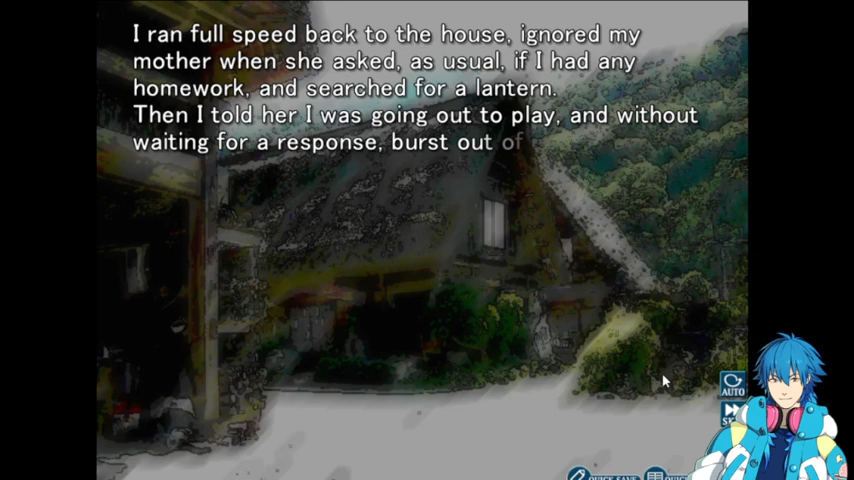 I ran full speed back to the house, ignored my
mother when she asked, as usual, if I had any
homework, and searched for a lantern.
Then I told her I was going out to play, and without
waiting for a response, burst out of
AUTO
QUICK SAVE